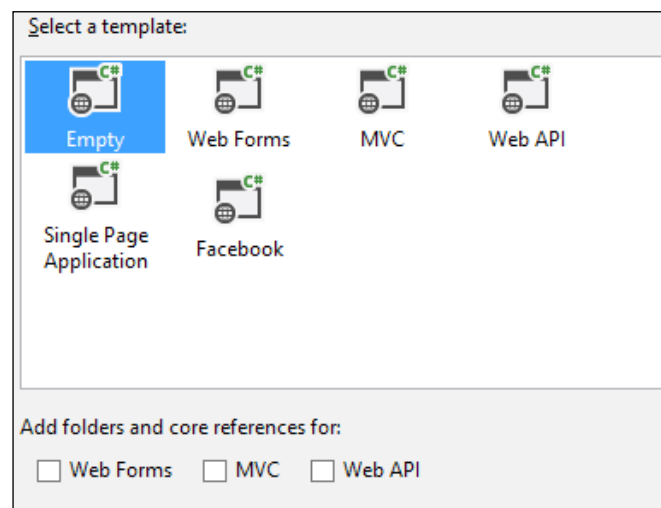 Select a template:
C# C# C# C#
Empty Web Forms MVC Web API
C# C#
Single Page
Application
Facebook
Add folders and core references for:
Web Forms MVC Web API